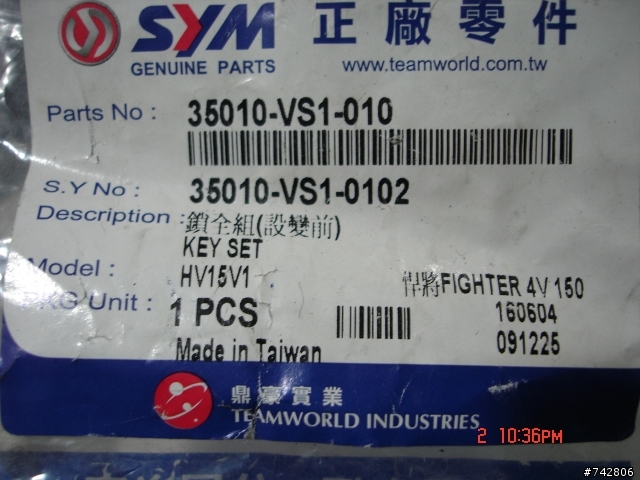 SYM 正廠零件
GENUINE PARTS www.teamworld.com.tw
Parts No : 35010-VS1-010
S.Y No : 35010-VS1-0102
Description : 鎖全組(設變前)
KEY SET
Model : HV15V1 悍將FIGHTER 4V 150
PKG Unit : 1 PCS 160604
Made in Taiwan 091225
鼎豪實業
TEAMWORLD INDUSTRIES
2 10:36PM
#742806